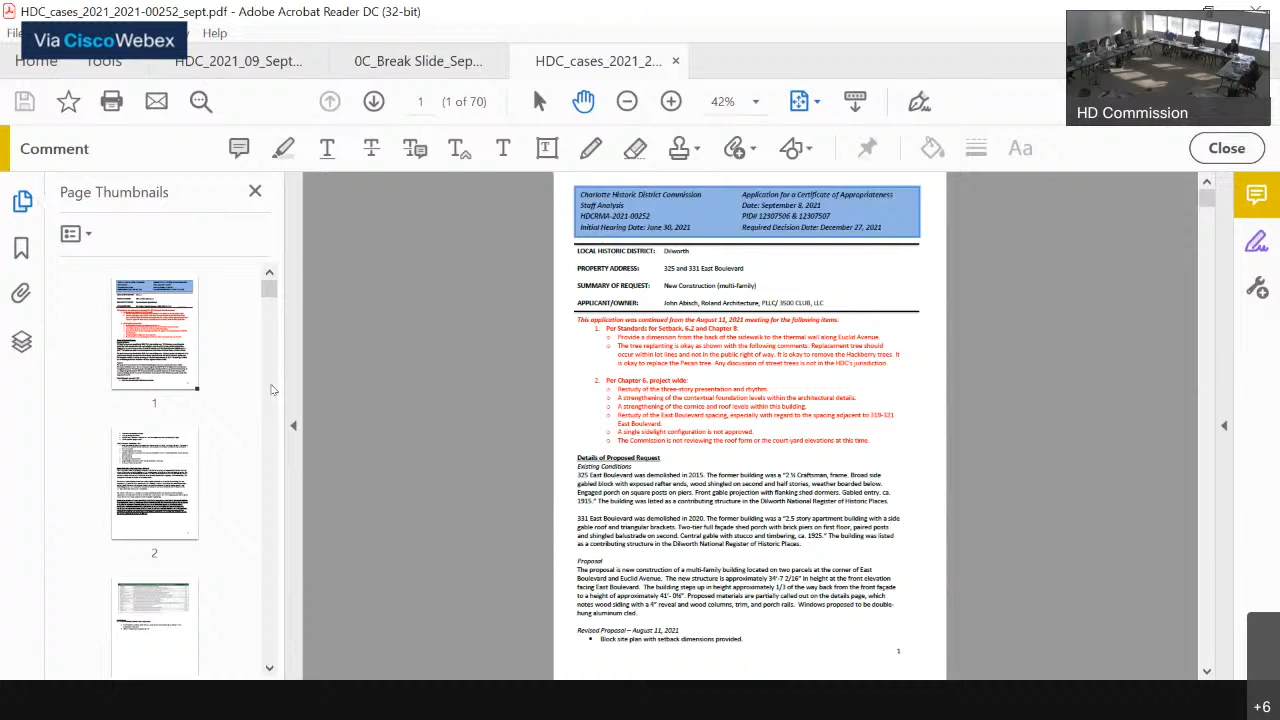 HDC_cases_2021_2021-00252_sept.pdf - Adobe Acrobat Reader DC (32-bit)
Help
Via Cisco Webex
Home Tools HDC_2021_09_Sept... 0C_Break Slide_Sep... HDC_cases_2021_2...
1 (1 of 70) 42%
HD Commission
Comment
Aa
Close
Page Thumbnails
1
2
Charlotte Historic District Commission Application for a Certificate of Appropriateness
Staff Analysis Date: September 8, 2021
HDCRMA-2021-00252 PID# 12307506 & 12307507
Initial Hearing Date: June 30, 2021 Required Decision Date: December 27, 2021
LOCAL HISTORIC DISTRICT: Dilworth
PROPERTY ADDRESS: 325 and 331 East Boulevard
SUMMARY OF REQUEST: New Construction (multi-family)
APPLICANT/OWNER: John Abisch, Roland Architecture, PLLC/ 3500 CLUB, LLC
This application was continued from the August 11, 2021 meeting for the following items:
1. Per Standards for Setback, 6.2 and Chapter 8:
o Provide a dimension from the back of the sidewalk to the thermal wall along Euclid Avenue.
o The tree replanting is okay as shown with the following comments. Replacement tree should
occur within lot lines and not in the public right of way. It is okay to remove the Hackberry trees. It
is okay to replace the Pecan tree. Any discussion of street trees is not in the HDC's jurisdiction.
2. Per Chapter 6, project wide:
o Restudy of the three-story presentation and rhythm.
o A strengthening of the contextual foundation levels within the architectural details.
o A strengthening of the cornice and roof levels within this building.
o Restudy of the East Boulevard spacing, especially with regard to the spacing adjacent to 319-321
East Boulevard.
o A single sidelight configuration is not approved.
o The Commission is not reviewing the roof form or the court-yard elevations at this time.
Details of Proposed Request
Existing Conditions
325 East Boulevard was demolished in 2015. The former building was a "2 ½ Craftsman, frame. Broad side
gabled block with exposed rafter ends, wood shingled on second and half stories, weather boarded below.
Engaged porch on square posts on piers. Front gable projection with flanking shed dormers. Gabled entry. ca.
1915." The building was listed as a contributing structure in the Dilworth National Register of Historic Places.
331 East Boulevard was demolished in 2020. The former building was a "2.5 story apartment building with a side
gable roof and triangular brackets. Two-tier full façade shed porch with brick piers on first floor, paired posts
and shingled balustrade on second. Central gable with stucco and timbering, ca. 1925." The building was listed
as a contributing structure in the Dilworth National Register of Historic Places.
Proposal
The proposal is new construction of a multi-family building located on two parcels at the corner of East
Boulevard and Euclid Avenue. The new structure is approximately 34'-7 2/16" in height at the front elevation
facing East Boulevard. The building steps up in height approximately 1/3 of the way back from the front façade
to a height of approximately 41'- 0½". Proposed materials are partially called out on the details page, which
notes wood siding with a 4" reveal and wood columns, trim, and porch rails. Windows proposed to be double-
hung aluminum clad.
Revised Proposal – August 11, 2021
• Block site plan with setback dimensions provided.
1
+6